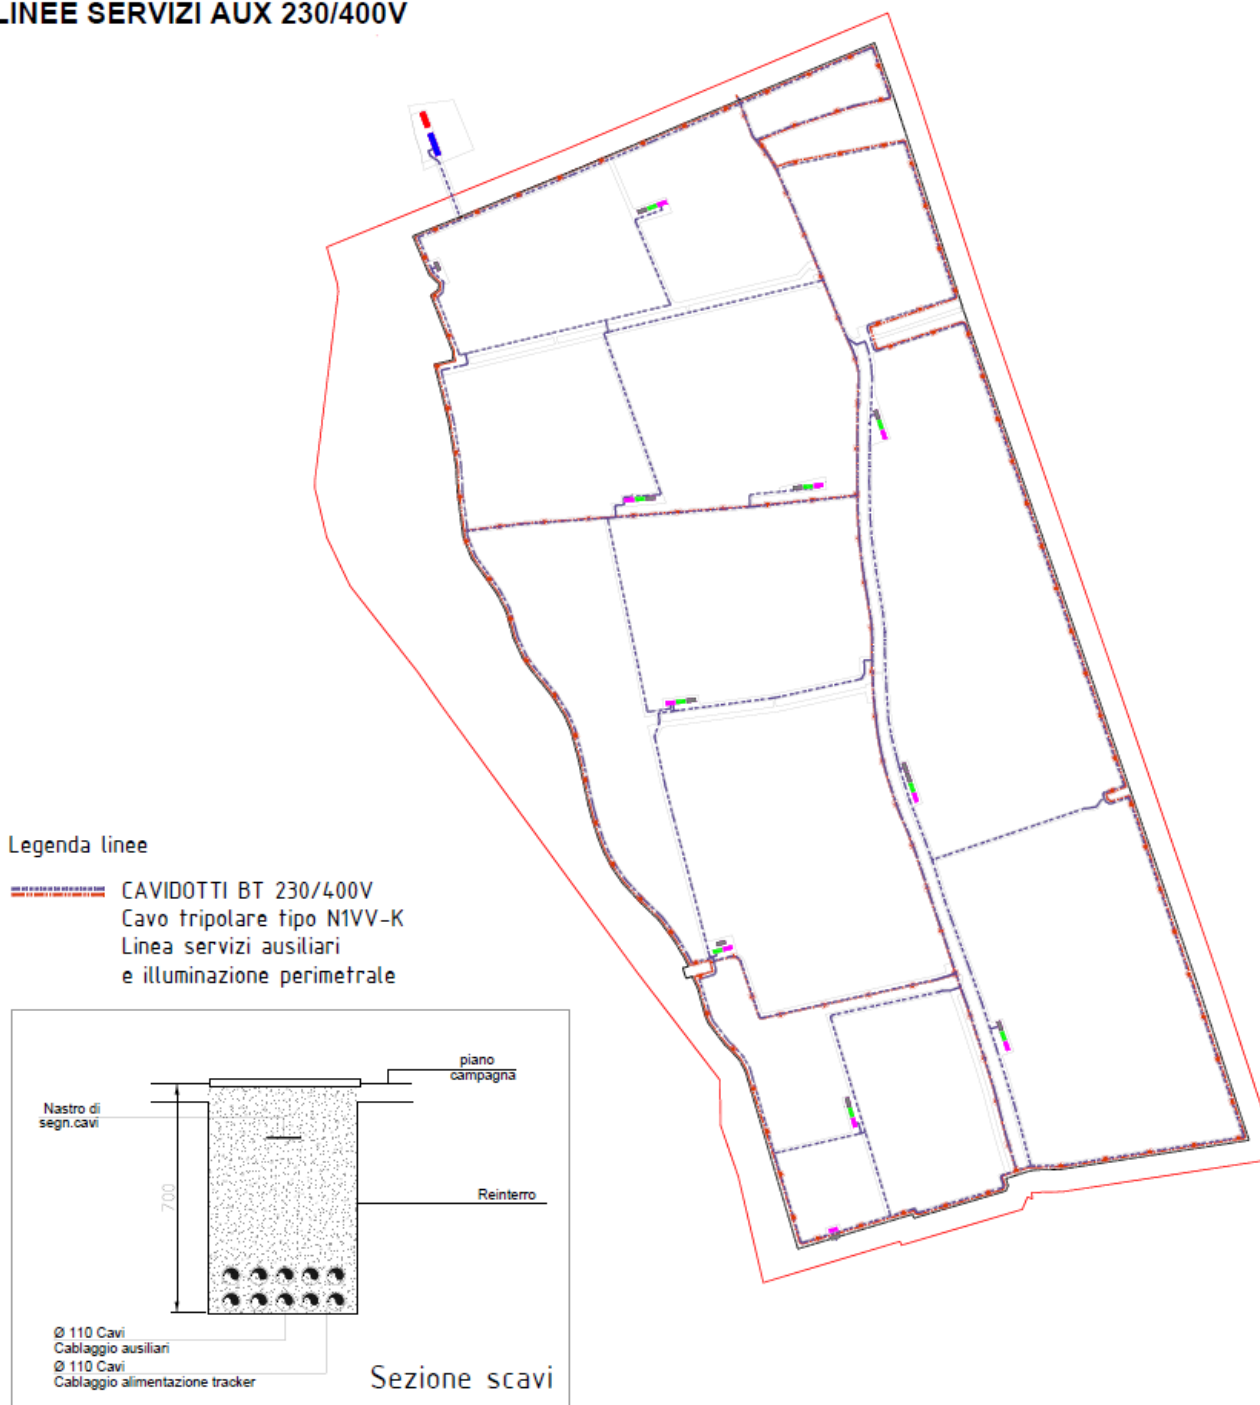 LINEE SERVIZI AUX 230/400V
Legenda linee
CAVIDOTTI BT 230/400V
Cavo tripolare tipo N1VV-K
Linea servizi ausiliari
e illuminazione perimetrale
piano
campagna
Nastro di
segn.cavi
700
Reinterro
Ø 110 Cavi
Cablaggio ausiliari
Ø 110 Cavi
Cablaggio alimentazione tracker
Sezione scavi